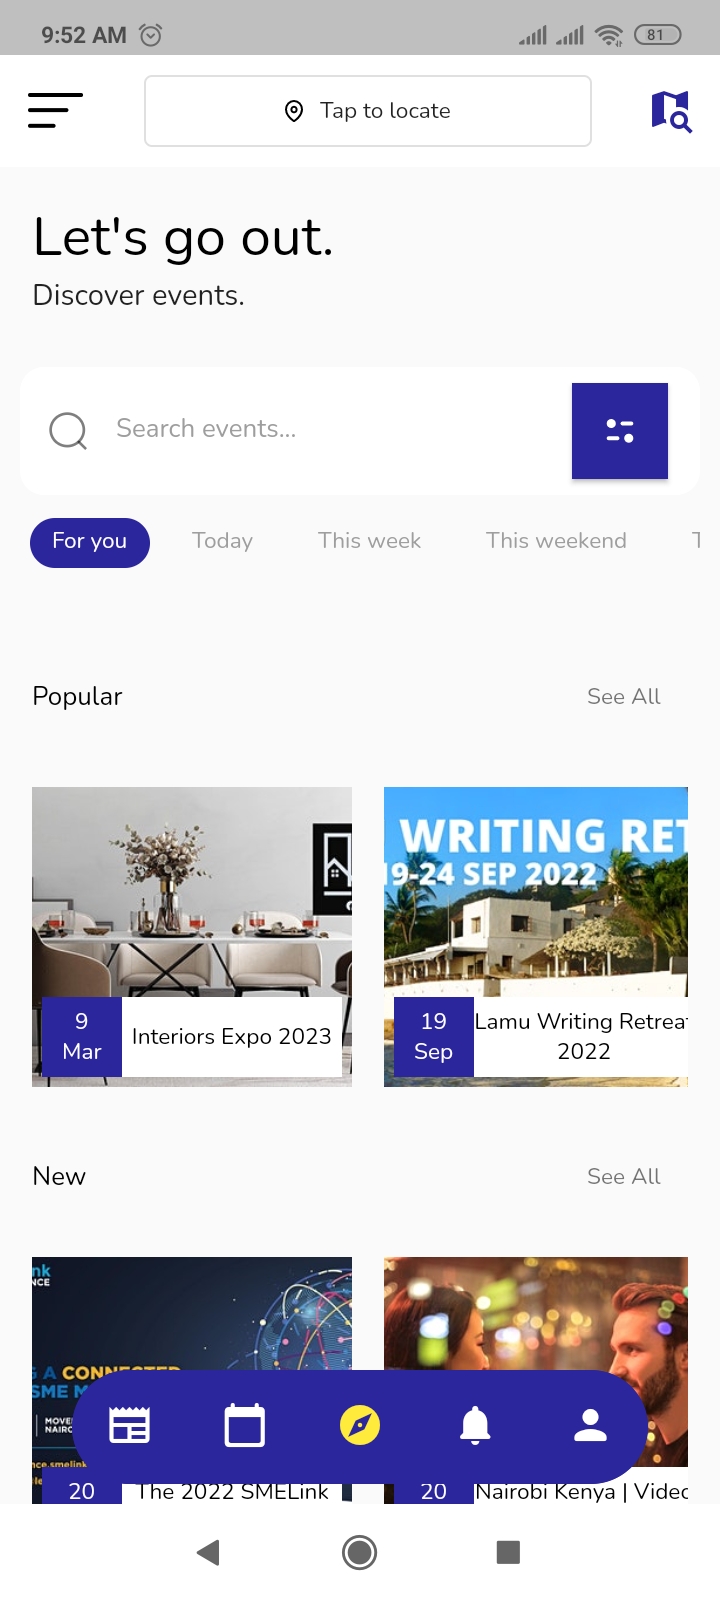 9:52 AM
81
Tap to locate
Let's go out.
Discover events.
Search events...
For you
Today
This week
This weekend
Popular
See All
WRITING RET
19-24 SEP 2022
9
Mar
Interiors Expo 2023
19
Sep
Lamu Writing Retreat
2022
New
See All
nk
NCE
G A CONNECTED
SME M
MOVE
NAIRO
nce.smelink
20
The 2022 SMELink
20
Nairobi Kenya | Video